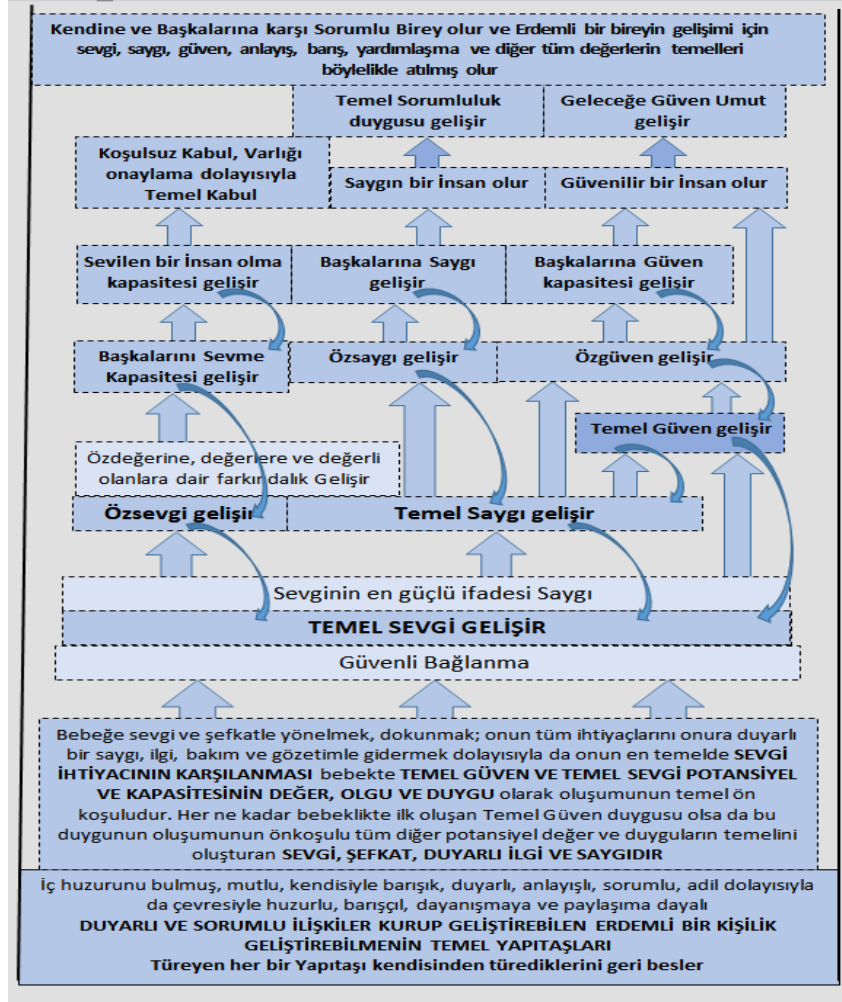 Kendine ve Başkalarına karşı Sorumlu Birey olur ve Erdemli bir bireyin gelişimi için
sevgi, saygı, güven, anlayış, barış, yardımlaşma ve diğer tüm değerlerin temelleri
böylelikle atılmış olur
Temel Sorumluluk
duygusu gelişir
Geleceğe Güven Umut
gelişir
Koşulsuz Kabul, Varlığı
onaylama dolayısıyla
Temel Kabul
Saygın bir İnsan olur
Güvenilir bir İnsan olur
Sevilen bir İnsan olma
kapasitesi gelişir
Başkalarına Saygı
gelişir
Başkalarına Güven
kapasitesi gelişir
Başkalarını Sevme
Kapasitesi gelişir
Özsaygı gelişir
Özgüven gelişir
Temel Güven gelişir
Özdeğerine, değerlere ve değerli
olanlara dair farkındalık Gelişir
Özsevgi gelişir
Temel Saygı gelişir
Sevginin en güçlü ifadesi Saygı
TEMEL SEVGİ GELİŞİR
Güvenli Bağlanma
Bebeğe sevgi ve şefkatle yönelmek, dokunmak; onun tüm ihtiyaçlarını onura duyarlı
bir saygı, ilgi, bakım ve gözetimle gidermek dolayısıyla da onun en temelde SEVGİ
İHTİYACININ KARŞILANMASI bebekte TEMEL GÜVEN VE TEMEL SEVGİ POTANSİYEL
VE KAPASİTESİNİN DEĞER, OLGU VE DUYGU olarak oluşumunun temel ön
koşuludur. Her ne kadar bebeklikte ilk oluşan Temel Güven duygusu olsa da bu
duygunun oluşumunun önkoşulu tüm diğer potansiyel değer ve duyguların temelini
oluşturan SEVGİ, ŞEFKAT, DUYARLI İLGİ VE SAYGIDIR
İç huzurunu bulmuş, mutlu, kendisiyle barışık, duyarlı, anlayışlı, sorumlu, adil dolayısıyla
da çevresiyle huzurlu, barışçıl, dayanışmaya ve paylaşıma dayalı
DUYARLI VE SORUMLU İLİŞKİLER KURUP GELİŞTİREBİLEN ERDEMLİ BİR KİŞİLİK
GELİŞTİREBİLMENİN TEMEL YAPITAŞLARI
Türeyen her bir Yapıtaşı kendisinden türediklerini geri besler